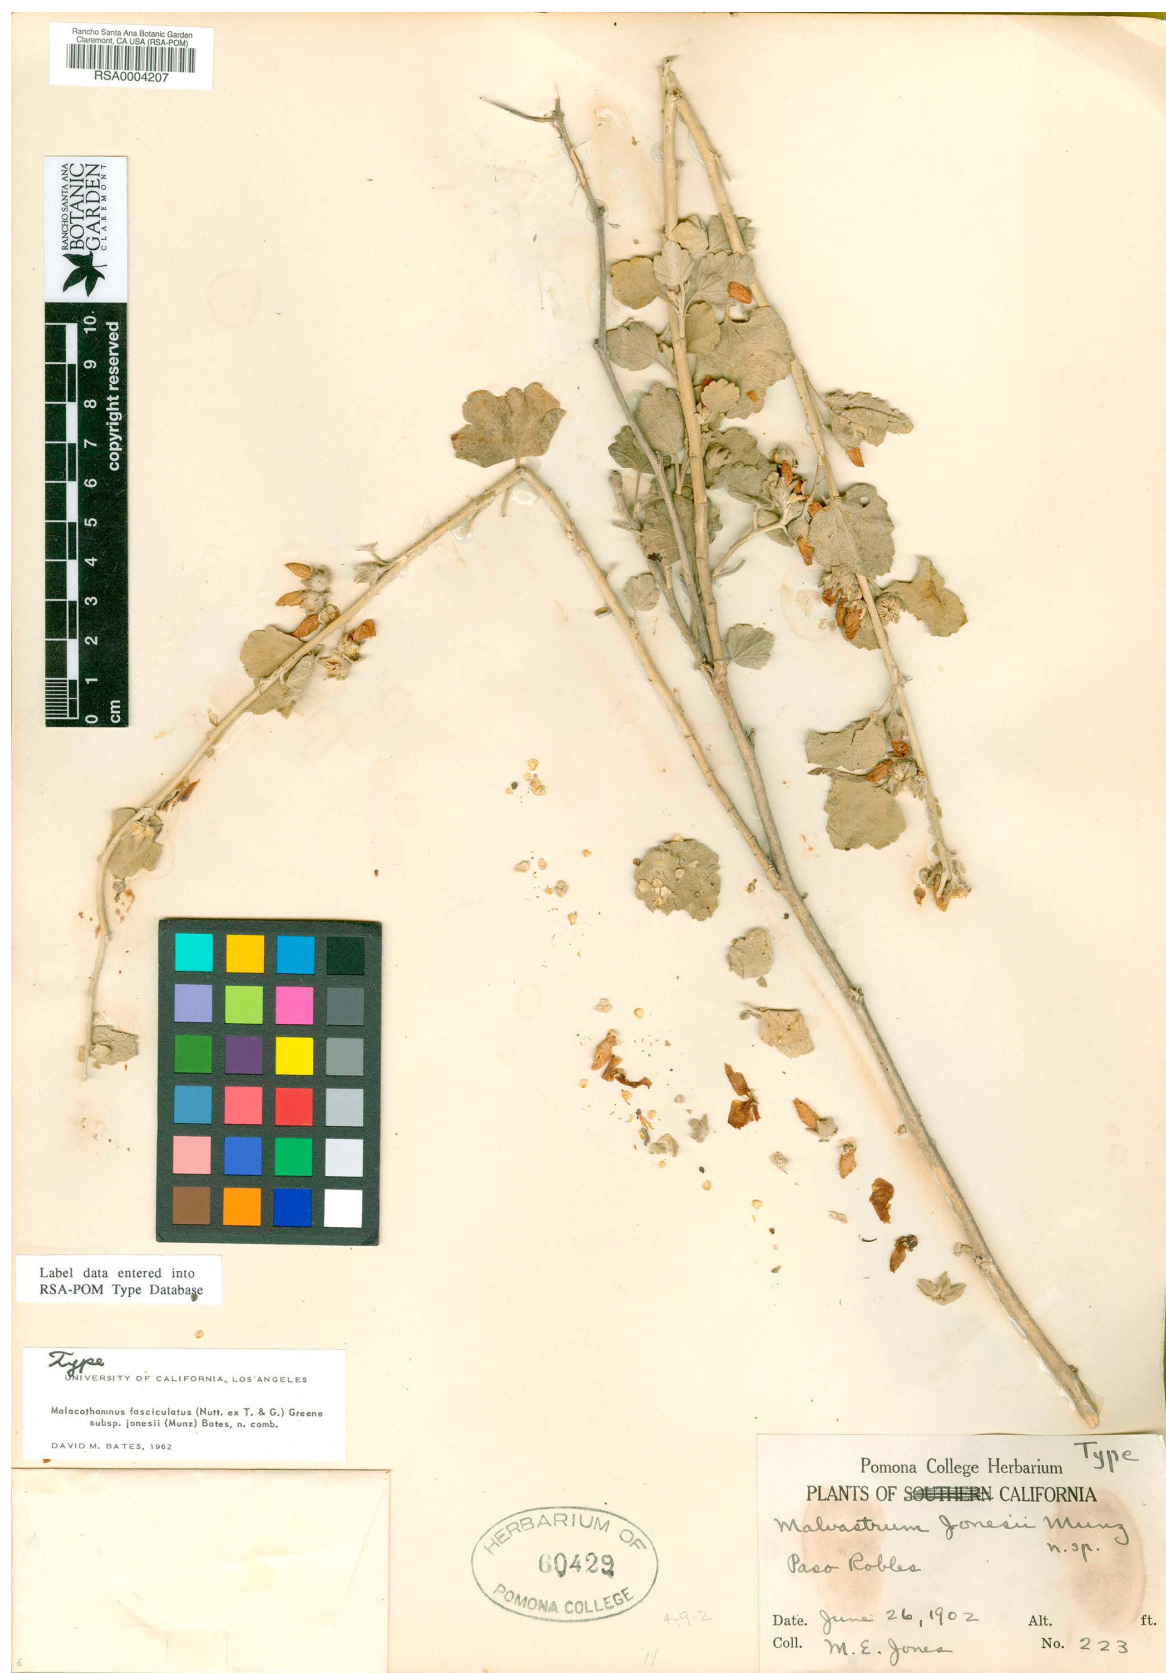 Rancho Santa Ana Botanic Garden
Claremont, CA USA (RSA-POM)
RSA0004207
RANCHO SANTA ANA
BOTANIC
GARDEN
CLAREMONT
copyright reserved
0 1 2 3 4 5 6 7 8 9 10
cm
Label data entered into
RSA-POM Type Database
Type
UNIVERSITY OF CALIFORNIA, LOS ANGELES
Malacothamnus fasciculatus (Nutt. ex T. & G.) Greene
subsp. jonesii (Munz) Bates, n. comb.
DAVID M. BATES, 1962
HERBARIUM OF
60429
POMONA COLLEGE
4-9-2
Type
Pomona College Herbarium
PLANTS OF SOUTHERN CALIFORNIA
Malvastrum Jonesii Munz
n. sp.
Paso Robles
Date. June 26, 1902 Alt. ft.
Coll. M. E. Jones No. 223